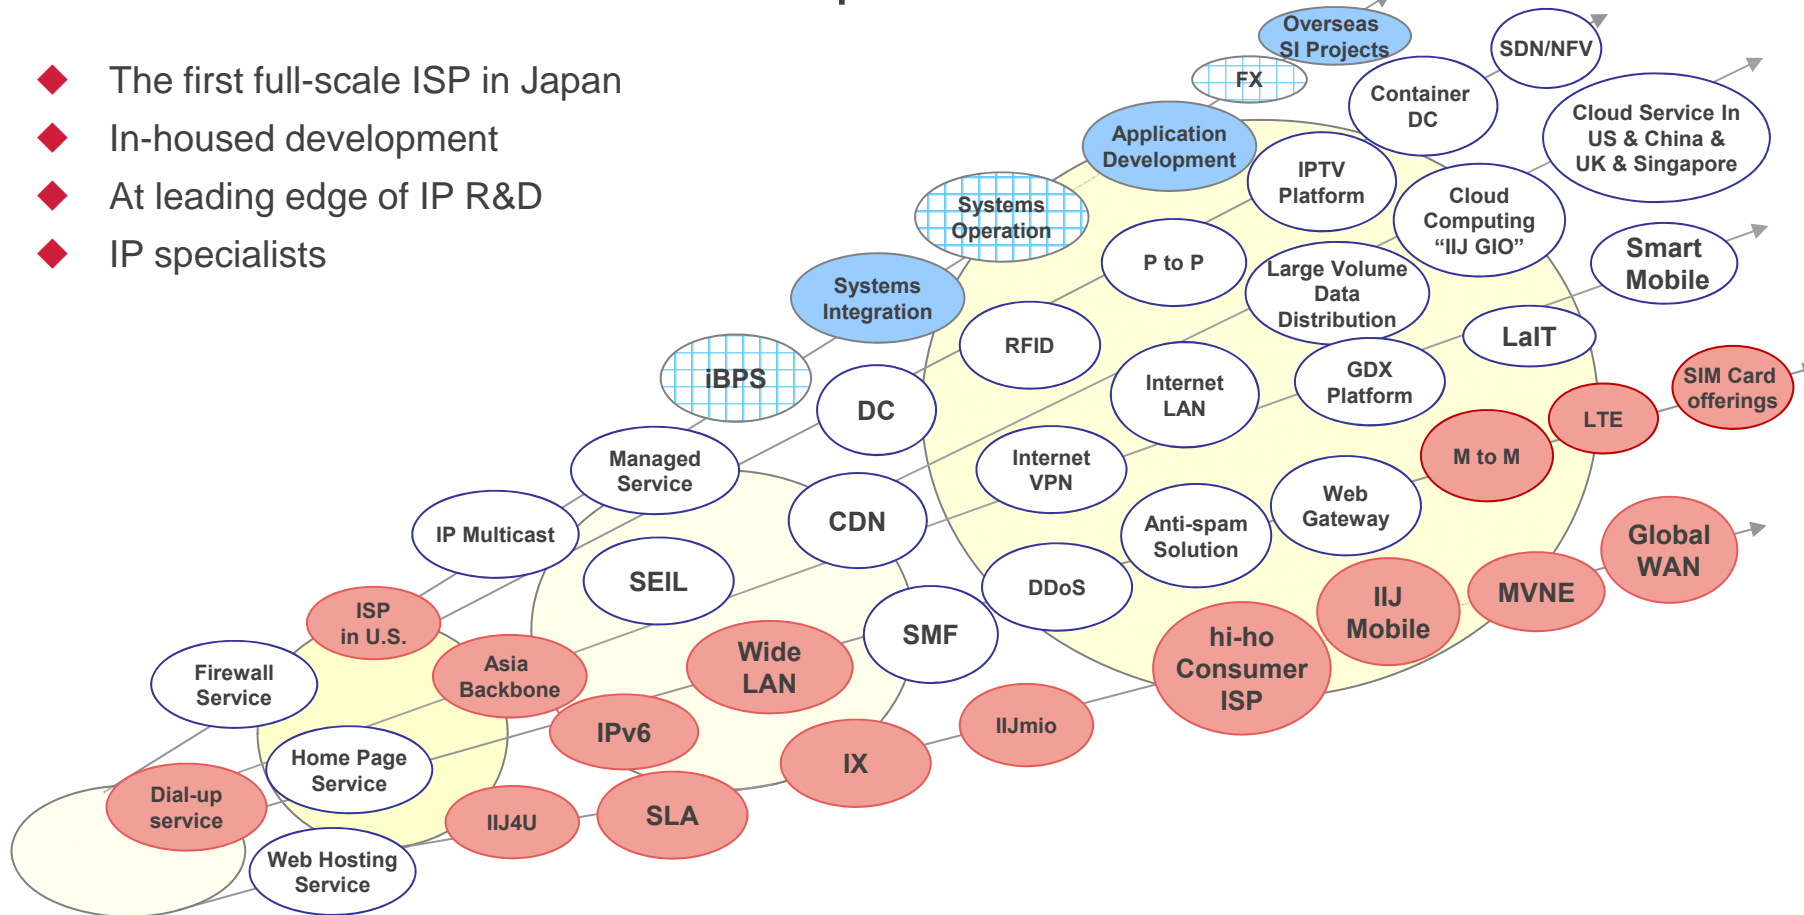 The first full-scale ISP in Japan
In-housed development
At leading edge of IP R&D
IP specialists
Overseas
SI Projects
SDN/NFV
FX
Container
DC
Cloud Service In
US & China &
UK & Singapore
Application
Development
IPTV
Platform
Cloud
Computing
“IIJ GIO”
Systems
Operation
P to P
Large Volume
Data
Distribution
Smart
Mobile
Systems
Integration
RFID
LaIT
iBPS
DC
Internet
LAN
GDX
Platform
SIM Card
offerings
LTE
Managed
Service
Internet
VPN
M to M
IP Multicast
CDN
Anti-spam
Solution
Web
Gateway
Global
WAN
SEIL
DDoS
IIJ
Mobile
MVNE
ISP
in U.S.
SMF
hi-ho
Consumer
ISP
Firewall
Service
Asia
Backbone
Wide
LAN
IPv6
IIJmio
Home Page
Service
IX
Dial-up
service
IIJ4U
SLA
Web Hosting
Service